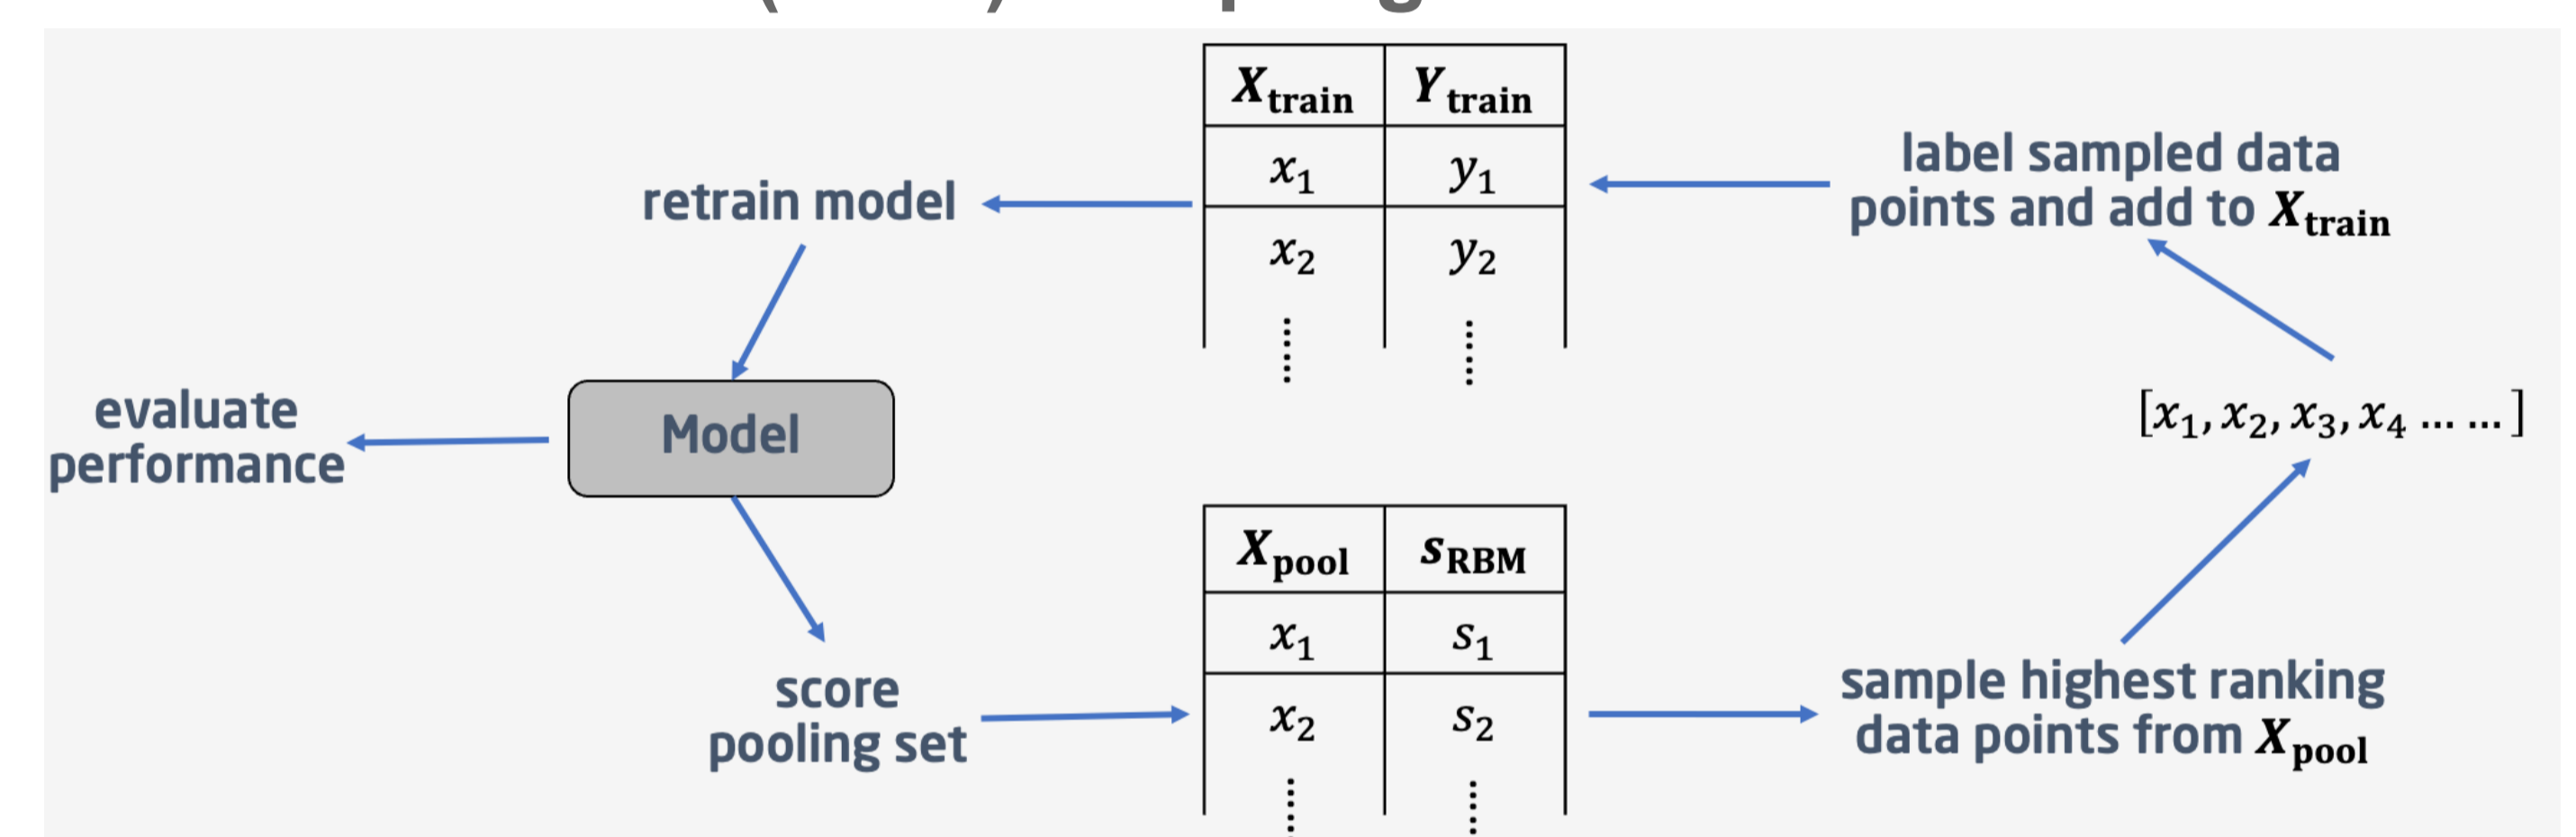 X_train Y_train
x_1 y_1
x_2 y_2
⋮ ⋮
retrain model
label sampled data
points and add to X_train
evaluate
performance
Model
[x_1, x_2, x_3, x_4 … … ]
X_pool s_RBM
x_1 s_1
x_2 s_2
⋮ ⋮
score
pooling set
sample highest ranking
data points from X_pool